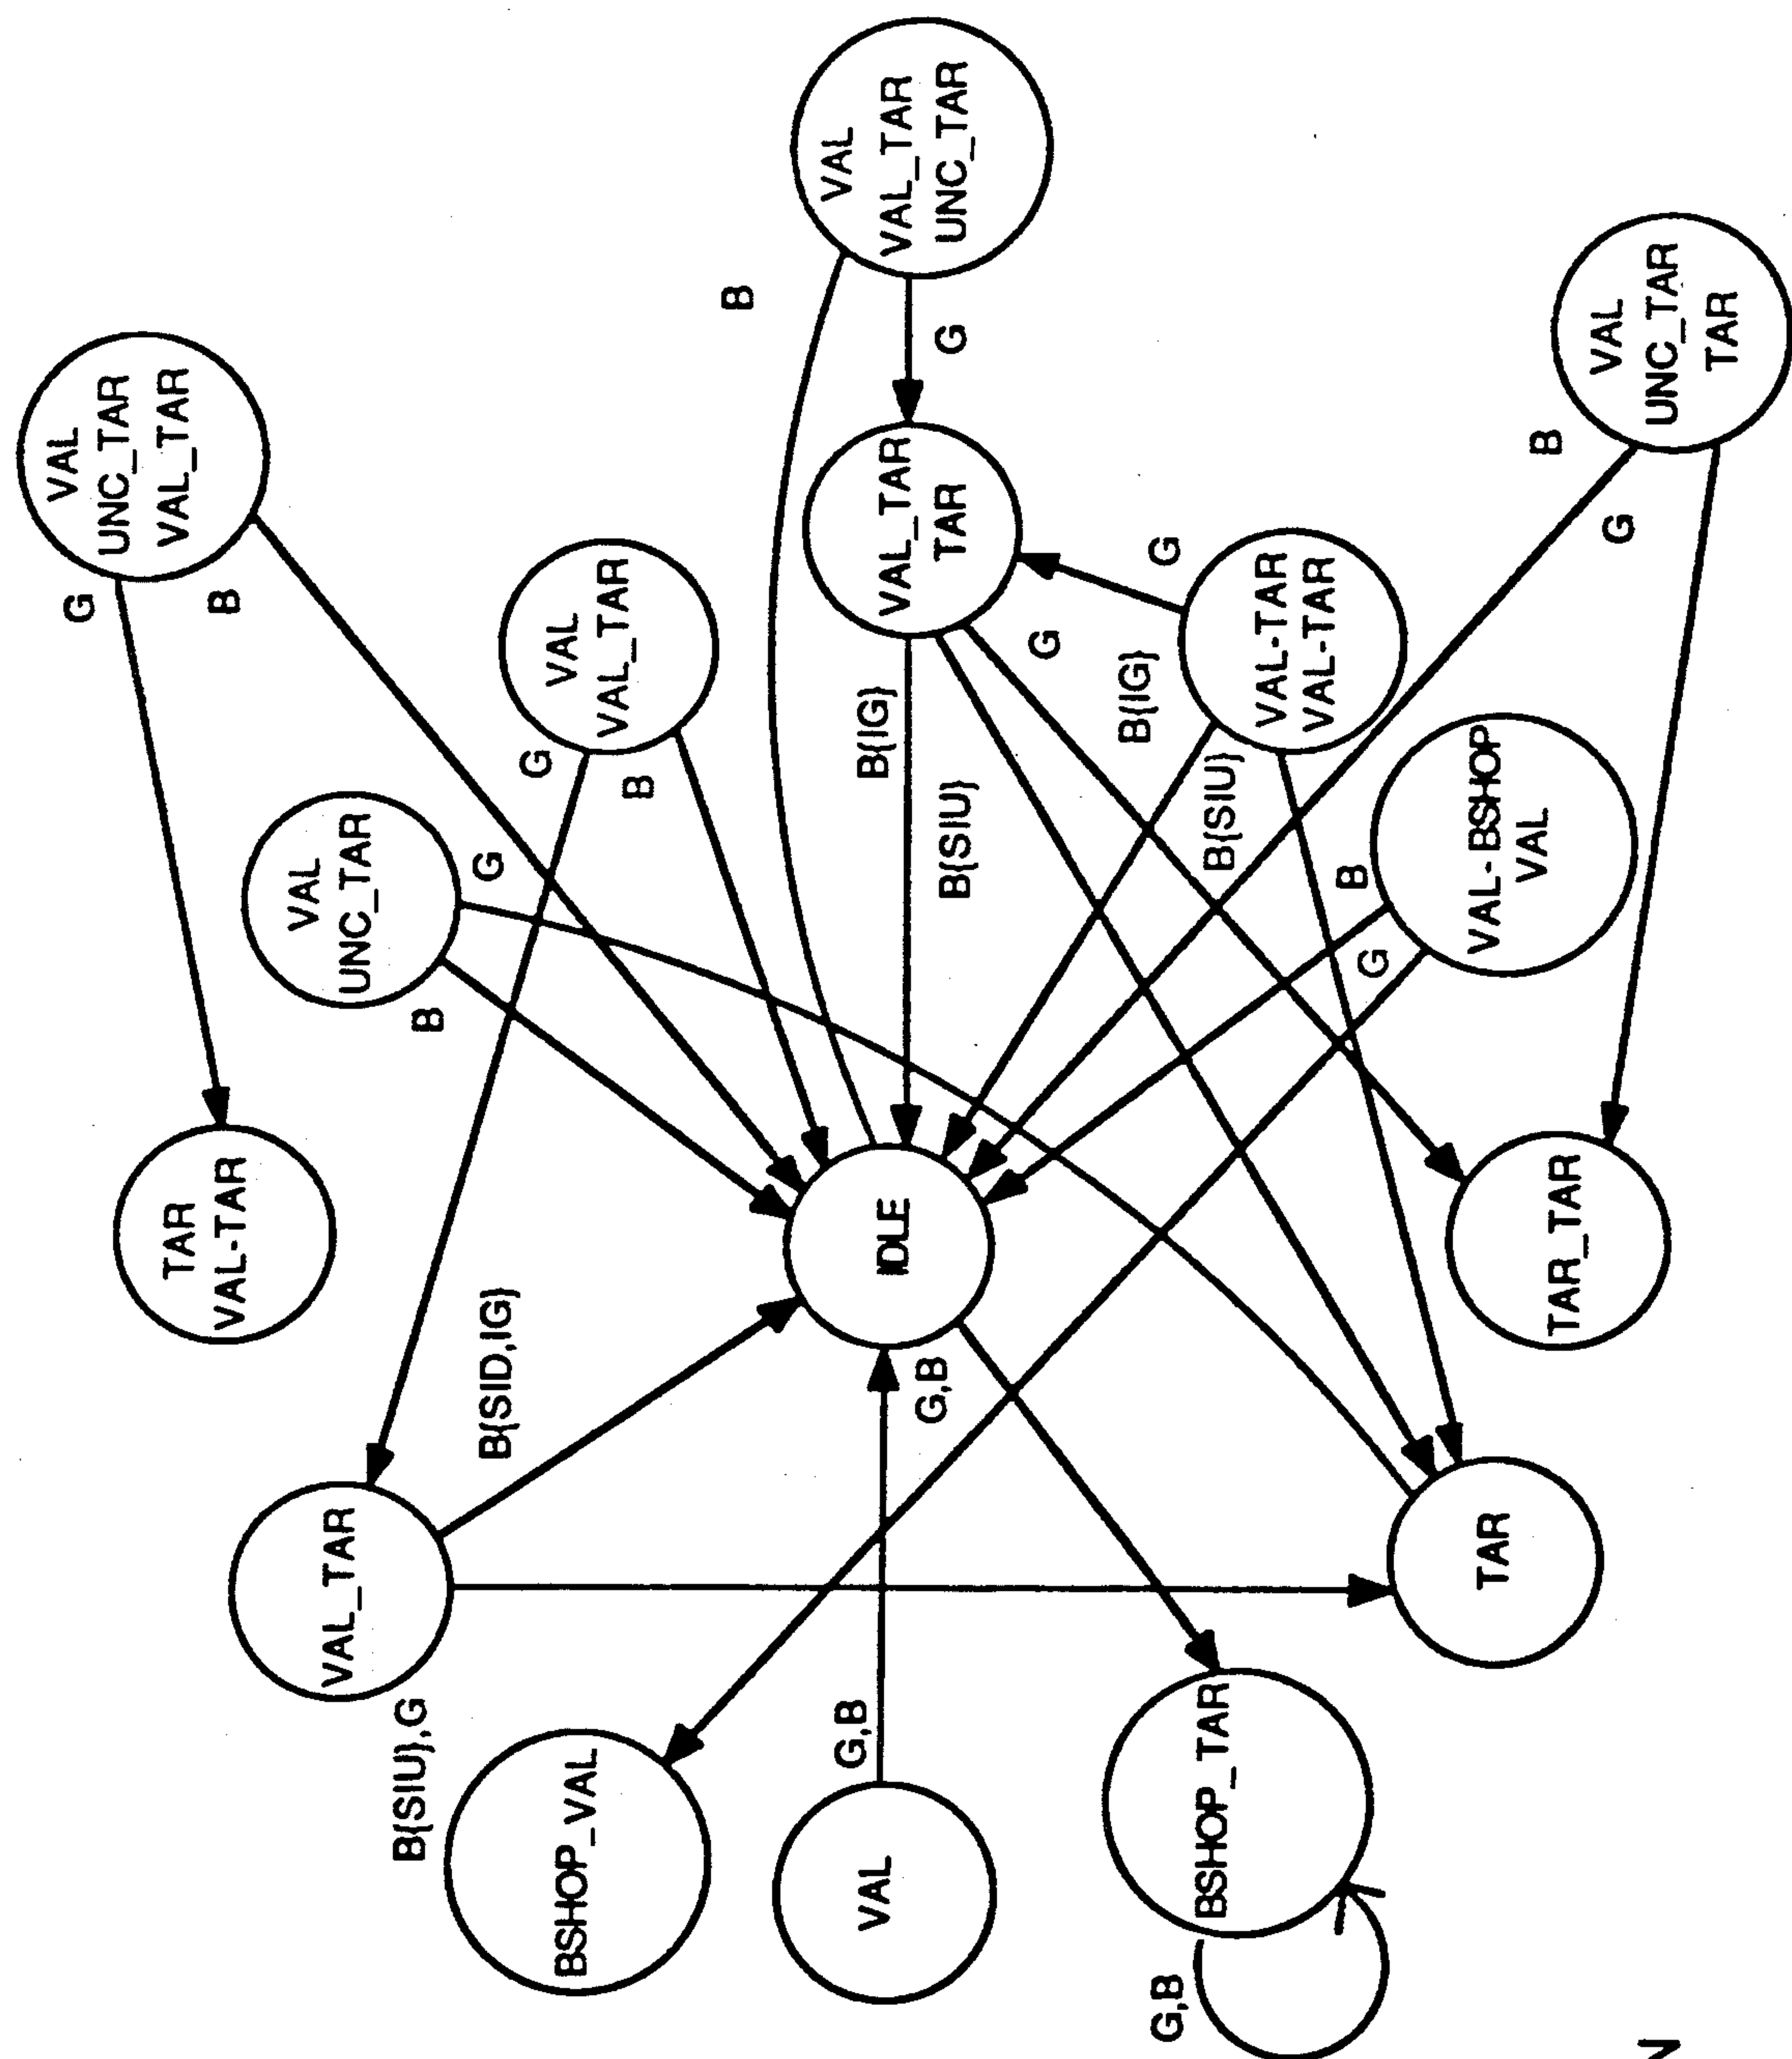 VAL
UNC_TAR
VAL_TAR
G
TAR
VAL-TAR
B
VAL
UNC_TAR
VAL_TAR
B{SIU},G
B
G
B{SID,IG}
G
VAL
VAL_TAR
BSHOP_VAL
B
B
VAL
VAL_TAR
UNC_TAR
G,B
B{IG}
VAL
IDLE
VAL_TAR
TAR
G,B
G
B{SIU}
G
B{IG}
G
G,B
BSHOP_TAR
B{SIU}
VAL-TAR
VAL-TAR
B
G
VAL-BSHOP
VAL
TAR
B
TAR_TAR
VAL
UNC_TAR
TAR
G
N